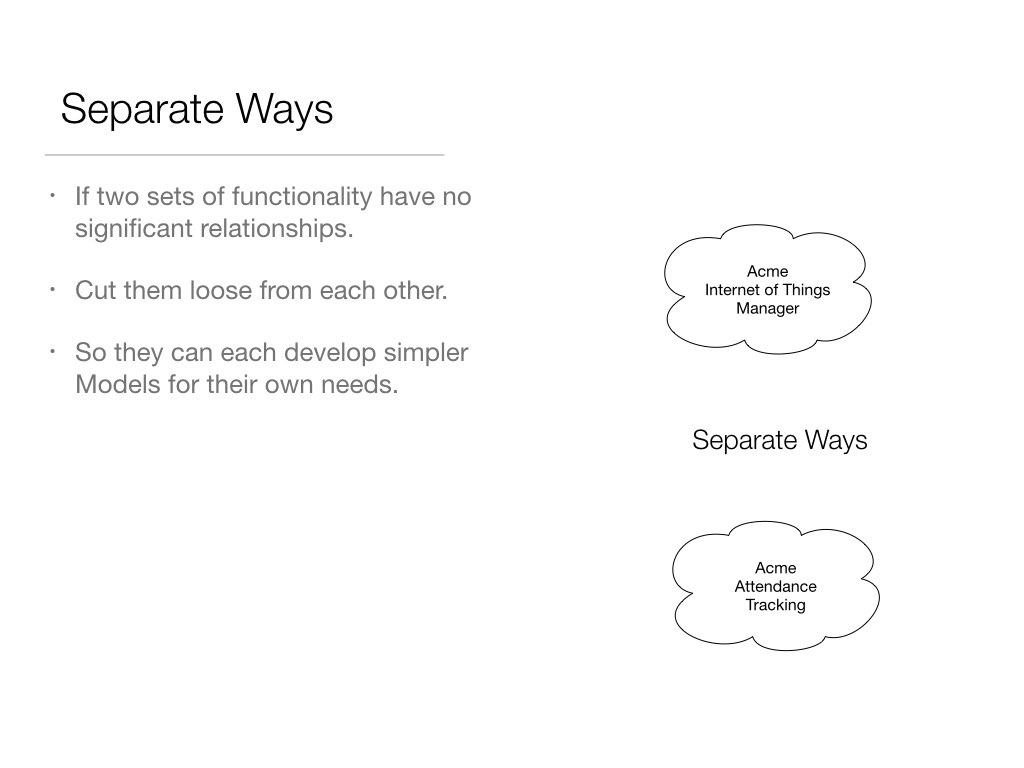 Separate Ways
• If two sets of functionality have no
significant relationships.
• Cut them loose from each other.
• So they can each develop simpler
Models for their own needs.
Acme
Internet of Things
Manager
Separate Ways
Acme
Attendance
Tracking